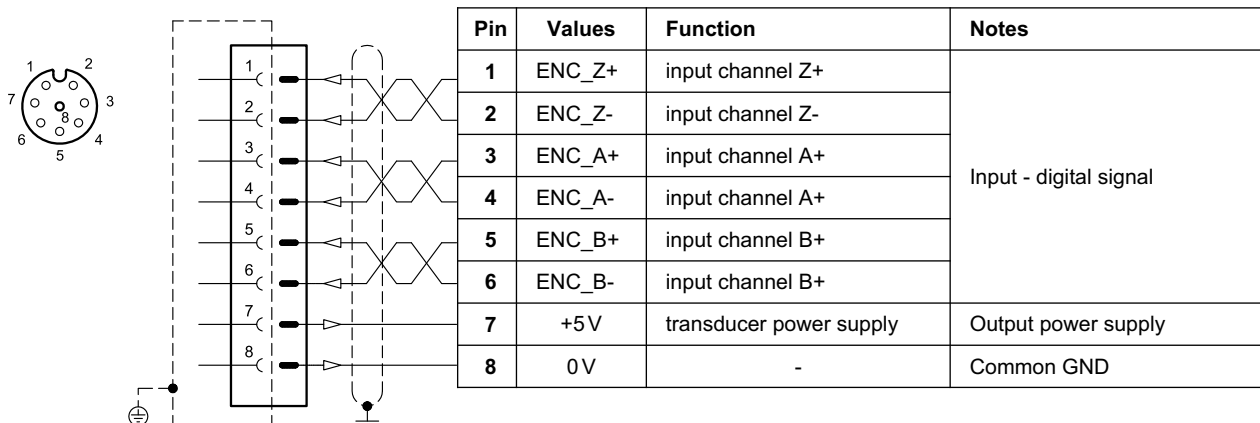 1 2
7 8 3
6 4
5
1
2
3
4
5
6
7
8
Pin Values Function Notes
1 ENC_Z+ input channel Z+
2 ENC_Z- input channel Z-
3 ENC_A+ input channel A+
Input - digital signal
4 ENC_A- input channel A+
5 ENC_B+ input channel B+
6 ENC_B- input channel B+
7 +5V transducer power supply Output power supply
8 0V - Common GND